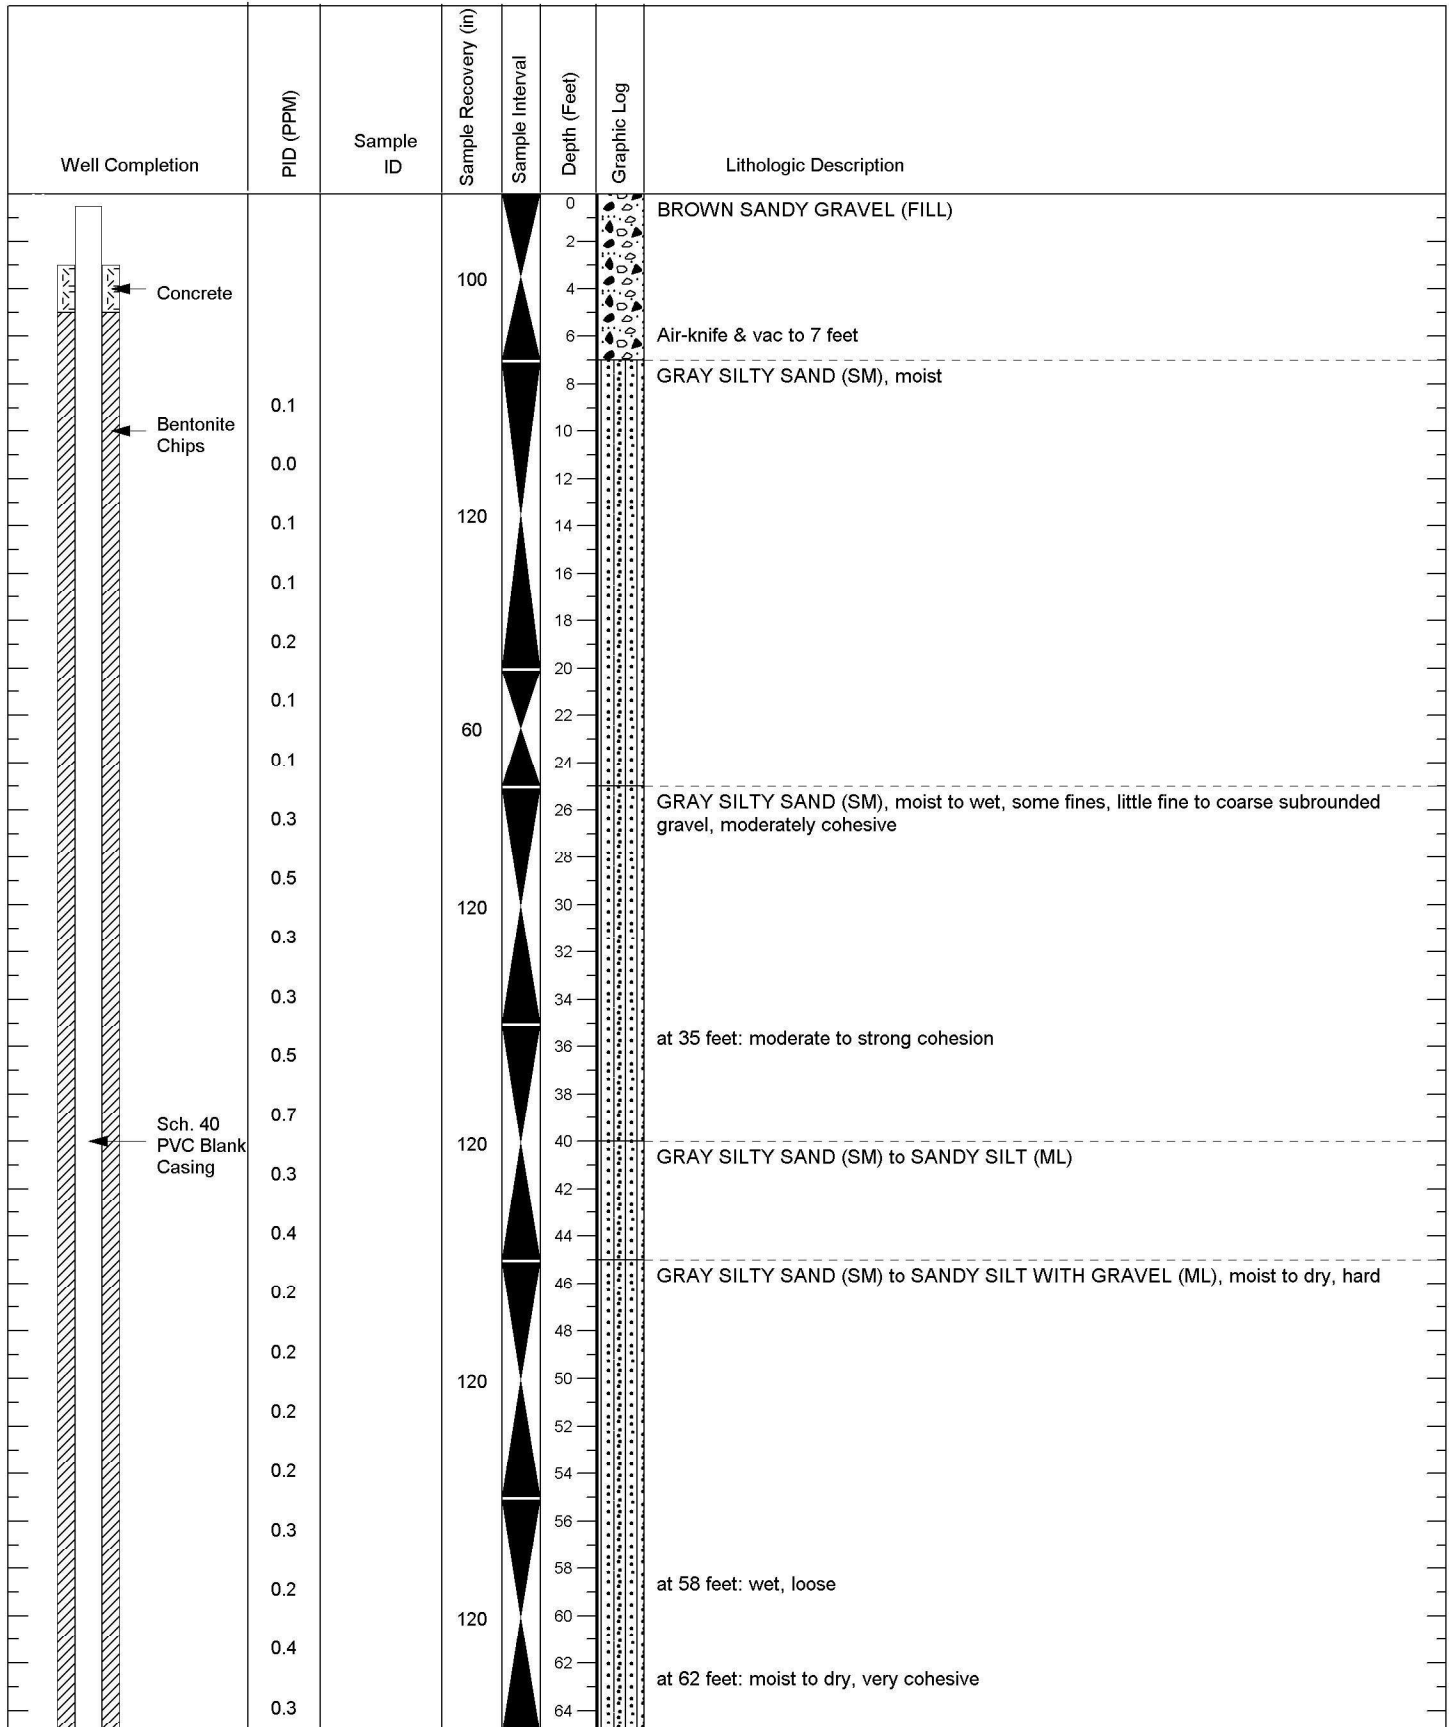 Well Completion
PID (PPM)
Sample
ID
Sample Recovery (in)
Sample Interval
Depth (Feet)
Graphic Log
Lithologic Description
0
BROWN SANDY GRAVEL (FILL)
2
100
Concrete
4
6
Air-knife & vac to 7 feet
GRAY SILTY SAND (SM), moist
8
0.1
Bentonite
Chips
10
0.0
12
120
0.1
14
0.1
16
18
0.2
20
0.1
22
60
0.1
24
GRAY SILTY SAND (SM), moist to wet, some fines, little fine to coarse subrounded
gravel, moderately cohesive
26
0.3
28
0.5
120
30
0.3
32
0.3
34
at 35 feet: moderate to strong cohesion
36
0.5
38
0.7
Sch. 40
PVC Blank
Casing
120
40
GRAY SILTY SAND (SM) to SANDY SILT (ML)
0.3
42
0.4
44
GRAY SILTY SAND (SM) to SANDY SILT WITH GRAVEL (ML), moist to dry, hard
46
0.2
48
0.2
120
50
0.2
52
0.2
54
56
0.3
58
at 58 feet: wet, loose
0.2
120
60
0.4
62
at 62 feet: moist to dry, very cohesive
0.3
64